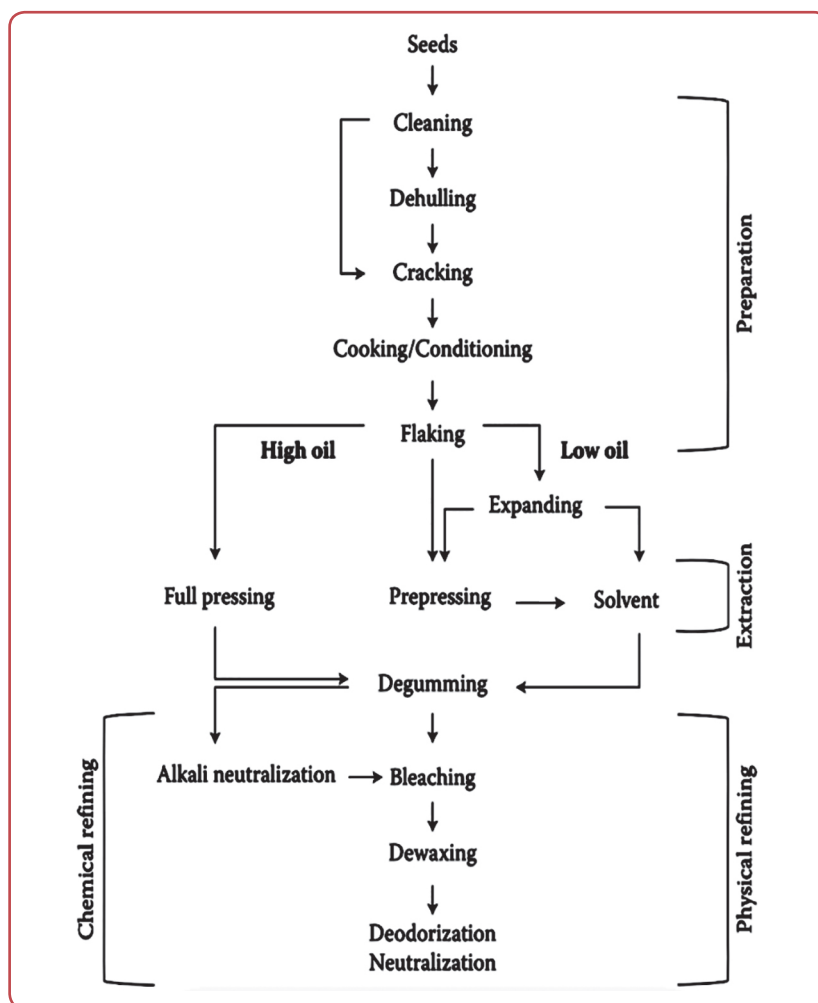 Seeds
Cleaning
Dehulling
Cracking
Preparation
Cooking/Conditioning
Flaking
High oil
Low oil
Expanding
Full pressing
Prepressing
Solvent
Extraction
Degumming
Chemical refining
Alkali neutralization
Bleaching
Dewaxing
Deodorization
Neutralization
Physical refining